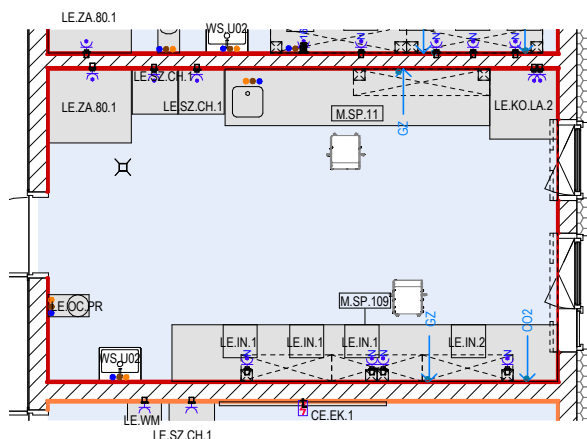 LE.ZA.80.1
WS.U02
LE.SZ.CH.1
LE.ZA.80.1
LE.SZ.CH.1
M.SP.11
GZ
LE.KO.LA.2
M.SP.109
LE.OC.PR
GZ
CO2
WS.U02
LE.IN.1
LE.IN.1
LE.IN.1
LE.IN.2
LE.WM
CE.EK.1
LE.SZ.CH.1